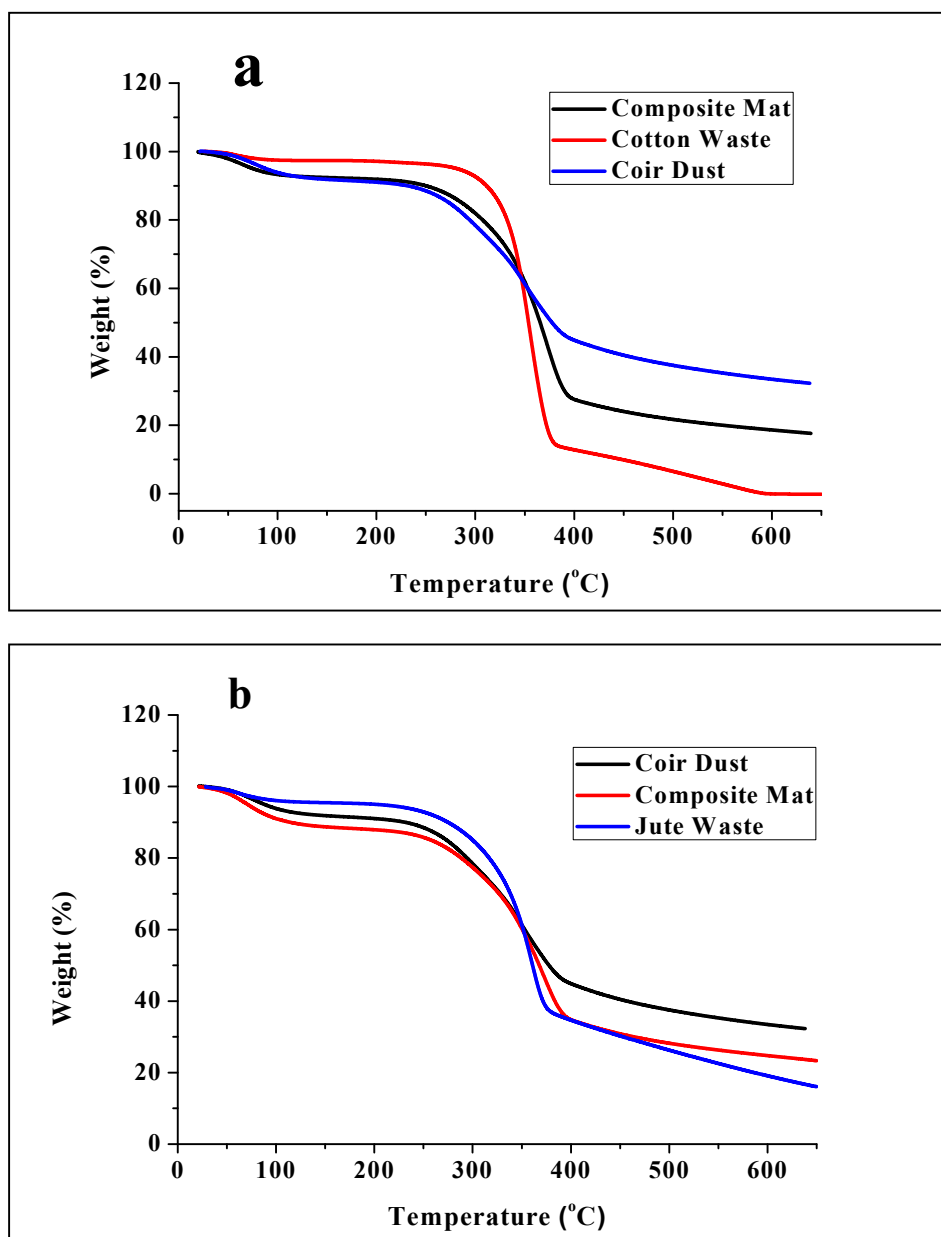 a
120
100
80
60
40
20
0
Weight (%)
Composite Mat
Cotton Waste
Coir Dust
0 100 200 300 400 500 600
Temperature (°C)
b
120
100
80
60
40
20
0
Weight (%)
Coir Dust
Composite Mat
Jute Waste
0 100 200 300 400 500 600
Temperature (°C)